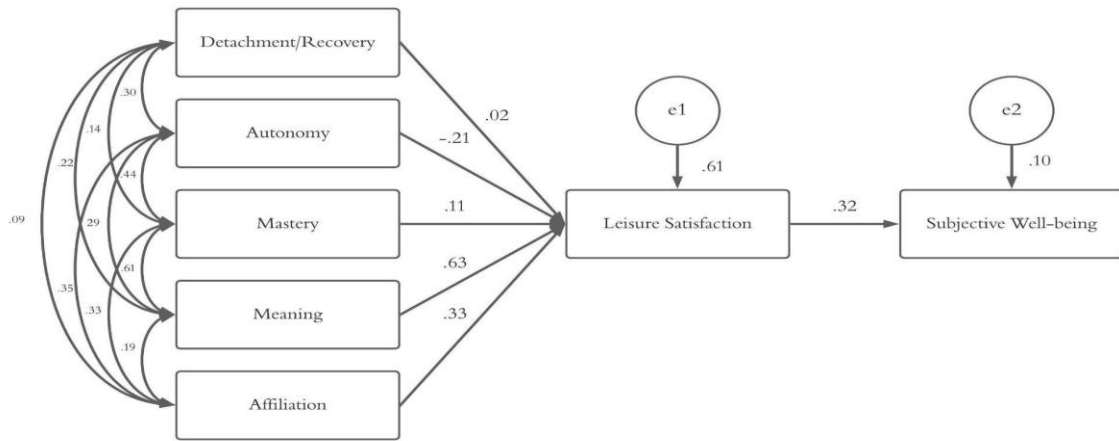 Detachment/Recovery
Autonomy
Mastery
Meaning
Affiliation
.30
.14
.22
.44
.09
29
.61
.35
.33
.19
.02
-.21
.11
.63
.33
e1
.61
Leisure Satisfaction
.32
e2
.10
Subjective Well-being